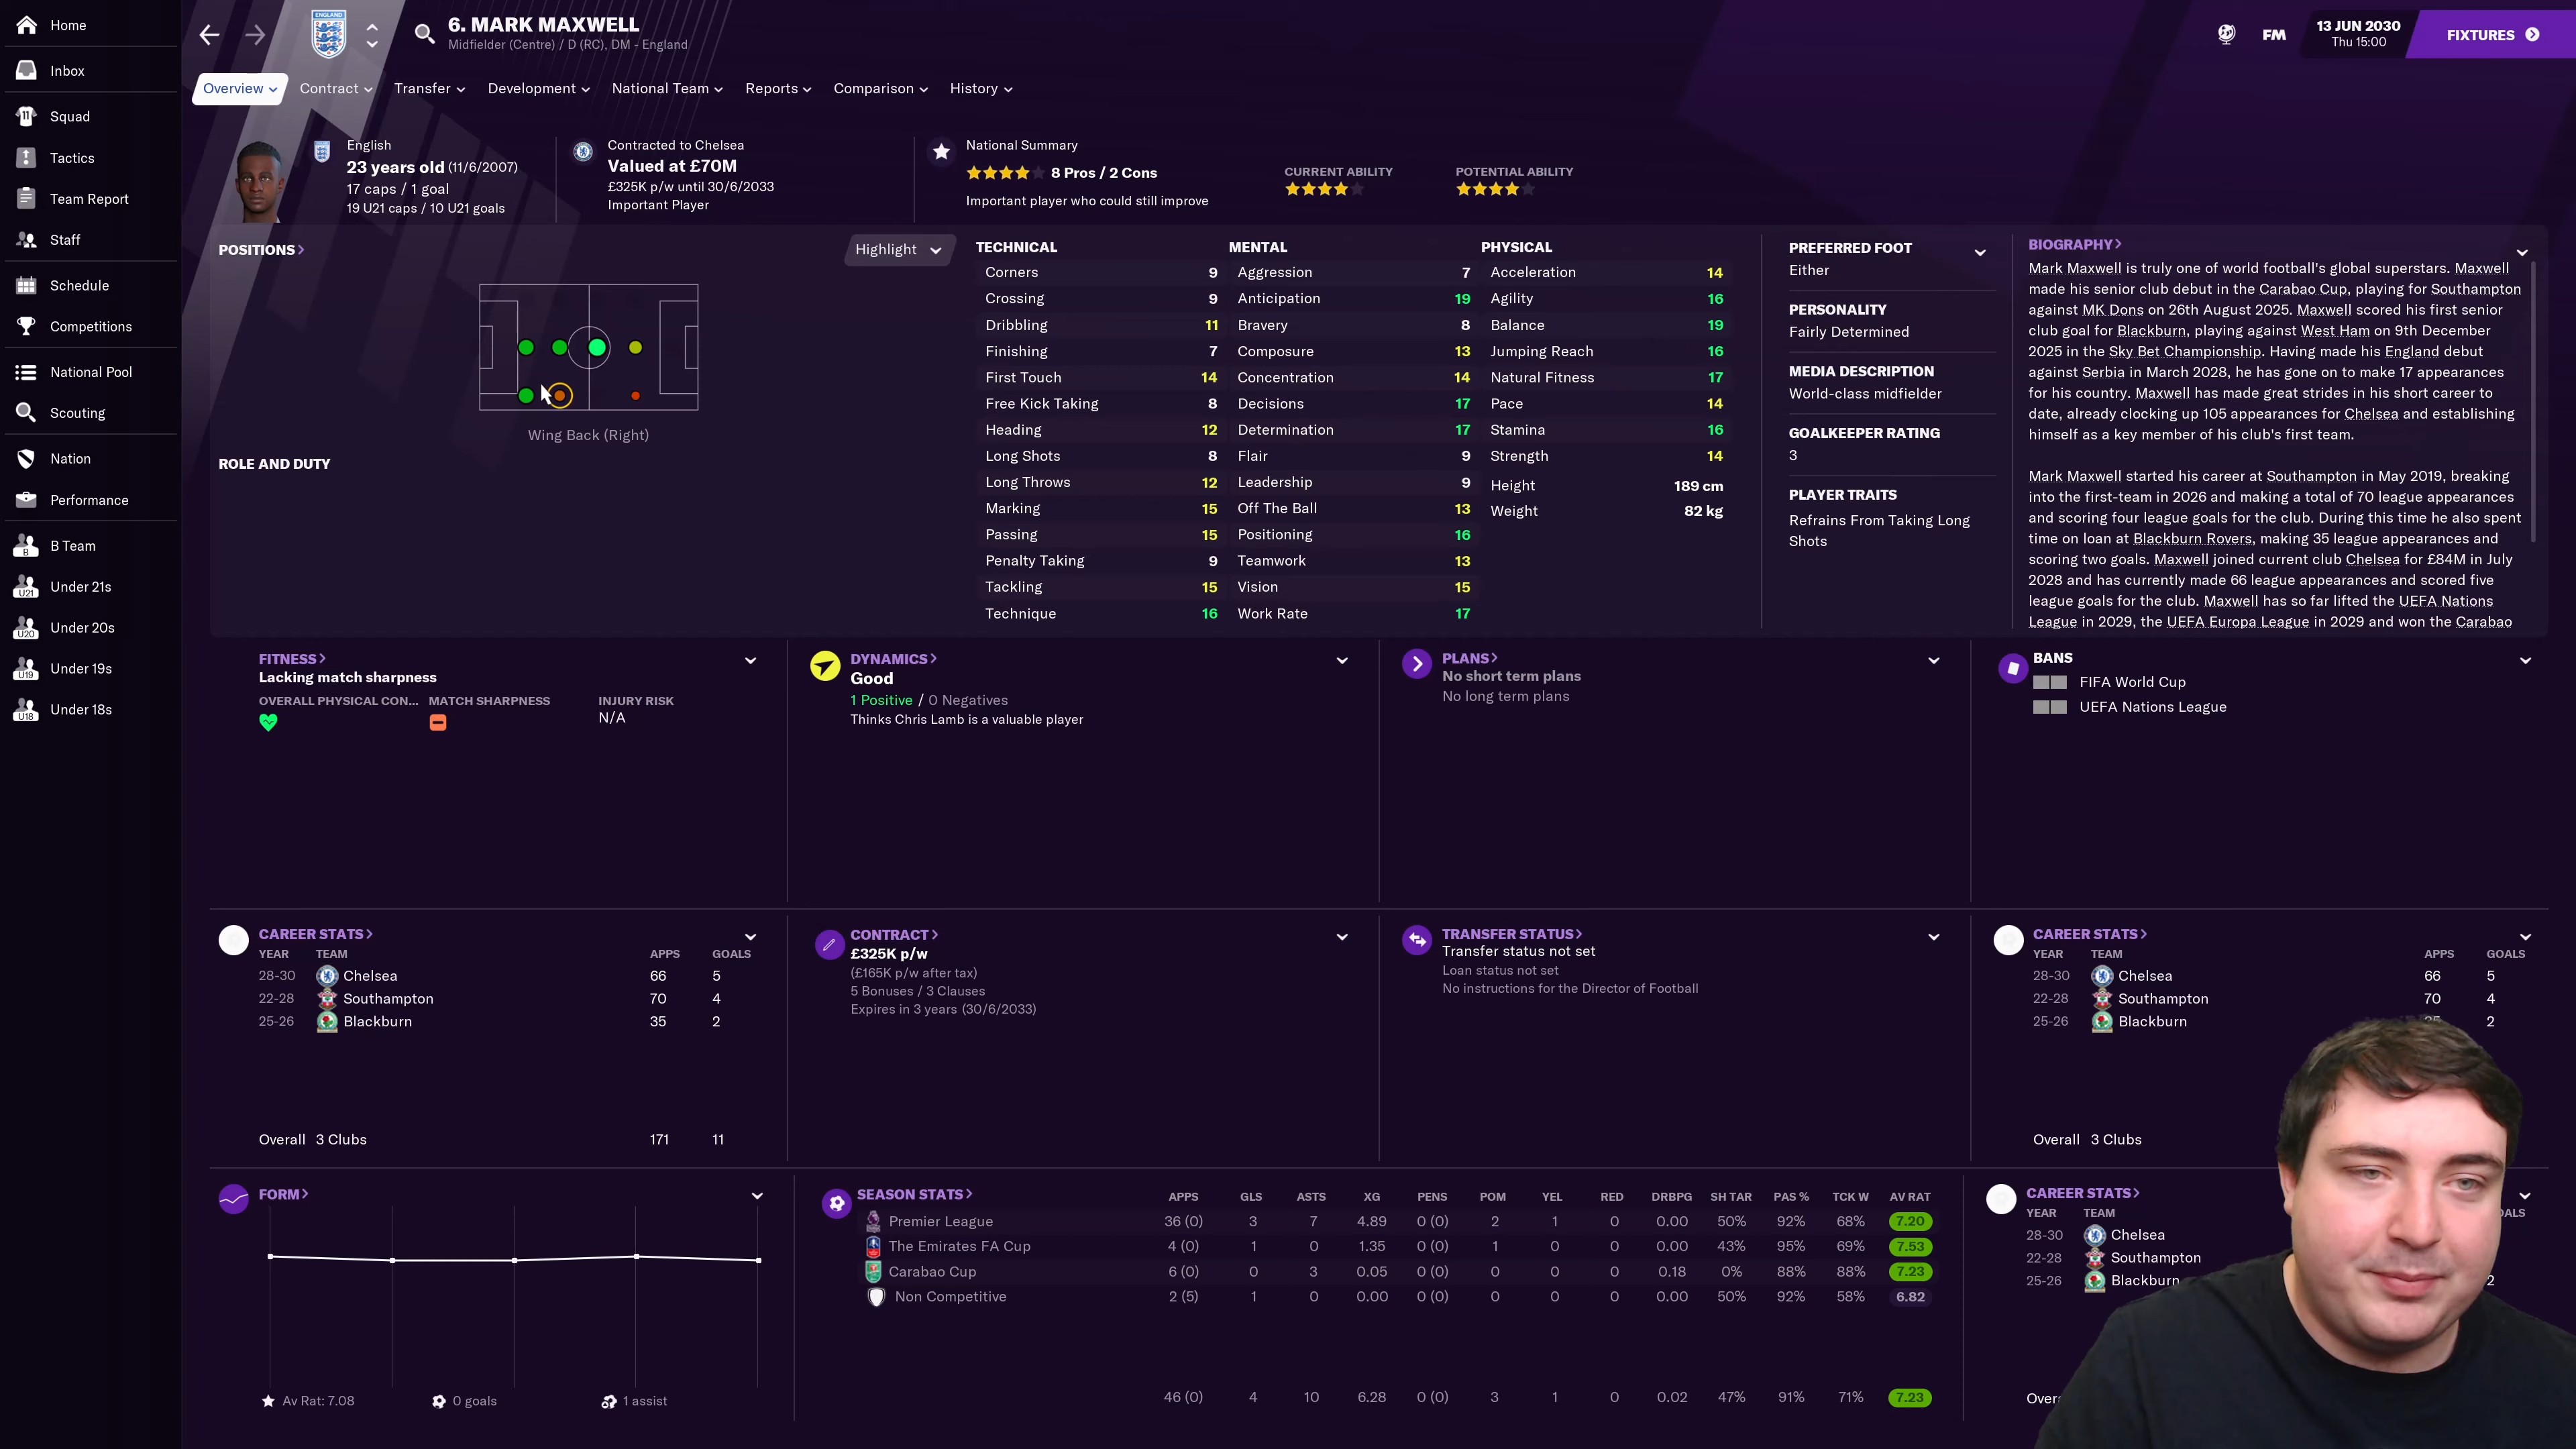 Home
Inbox
Squad
Tactics
Team Report
Staff
Schedule
Competitions
National Pool
Scouting
Nation
Performance
B Team
Under 21s
Under 20s
Under 19s
Under 18s
ENGLAND
6. MARK MAXWELL
Midfielder (Centre) / D (RC), DM - England
FM
13 JUN 2030
Thu 15:00
FIXTURES
Overview Contract Transfer Development National Team Reports Comparison History
English
23 years old (11/6/2007)
17 caps / 1 goal
19 U21 caps / 10 U21 goals
Contracted to Chelsea
Valued at £70M
£325K p/w until 30/6/2033
Important Player
National Summary
8 Pros / 2 Cons
Important player who could still improve
CURRENT ABILITY
POTENTIAL ABILITY
POSITIONS
Highlight
Wing Back (Right)
ROLE AND DUTY
TECHNICAL
Corners 9
Crossing 9
Dribbling 11
Finishing 7
First Touch 14
Free Kick Taking 8
Heading 12
Long Shots 8
Long Throws 12
Marking 15
Passing 15
Penalty Taking 9
Tackling 15
Technique 16
MENTAL
Aggression 7
Anticipation 19
Bravery 8
Composure 13
Concentration 14
Decisions 17
Determination 17
Flair 9
Leadership 9
Off The Ball 13
Positioning 16
Teamwork 13
Vision 15
Work Rate 17
PHYSICAL
Acceleration 14
Agility 16
Balance 19
Jumping Reach 16
Natural Fitness 17
Pace 14
Stamina 16
Strength 14
Height 189 cm
Weight 82 kg
PREFERRED FOOT
Either
PERSONALITY
Fairly Determined
MEDIA DESCRIPTION
World-class midfielder
GOALKEEPER RATING
3
PLAYER TRAITS
Refrains From Taking Long
Shots
BIOGRAPHY
Mark Maxwell is truly one of world football's global superstars. Maxwell
made his senior club debut in the Carabao Cup, playing for Southampton
against MK Dons on 26th August 2025. Maxwell scored his first senior
club goal for Blackburn, playing against West Ham on 9th December
2025 in the Sky Bet Championship. Having made his England debut
against Serbia in March 2028, he has gone on to make 17 appearances
for his country. Maxwell has made great strides in his short career to
date, already clocking up 105 appearances for Chelsea and establishing
himself as a key member of his club's first team.
Mark Maxwell started his career at Southampton in May 2019, breaking
into the first-team in 2026 and making a total of 70 league appearances
and scoring four league goals for the club. During this time he also spent
time on loan at Blackburn Rovers, making 35 league appearances and
scoring two goals. Maxwell joined current club Chelsea for £84M in July
2028 and has currently made 66 league appearances and scored five
league goals for the club. Maxwell has so far lifted the UEFA Nations
League in 2029, the UEFA Europa League in 2029 and won the Carabao
FITNESS
Lacking match sharpness
OVERALL PHYSICAL CON... MATCH SHARPNESS INJURY RISK
N/A
DYNAMICS
Good
1 Positive / 0 Negatives
Thinks Chris Lamb is a valuable player
PLANS
No short term plans
No long term plans
BANS
FIFA World Cup
UEFA Nations League
CAREER STATS
YEAR TEAM APPS GOALS
28-30 Chelsea 66 5
22-28 Southampton 70 4
25-26 Blackburn 35 2
Overall 3 Clubs 171 11
CONTRACT
£325K p/w
(£165K p/w after tax)
5 Bonuses / 3 Clauses
Expires in 3 years (30/6/2033)
TRANSFER STATUS
Transfer status not set
Loan status not set
No instructions for the Director of Football
CAREER STATS
YEAR TEAM APPS GOALS
28-30 Chelsea 66 5
22-28 Southampton 70 4
25-26 Blackburn 2
Overall 3 Clubs
FORM
Av Rat: 7.08 0 goals 1 assist
SEASON STATS APPS GLS ASTS XG PENS POM YEL RED DRBPG SH TAR PAS % TCK W AV RAT
Premier League 36 (0) 3 7 4.89 0 (0) 2 1 0 0.00 50% 92% 68% 7.20
The Emirates FA Cup 4 (0) 1 0 1.35 0 (0) 1 0 0 0.00 43% 95% 69% 7.53
Carabao Cup 6 (0) 0 3 0.05 0 (0) 0 0 0 0.18 0% 88% 88% 7.23
Non Competitive 2 (5) 1 0 0.00 0 (0) 0 0 0 0.00 50% 92% 58% 6.82
46 (0) 4 10 6.28 0 (0) 3 1 0 0.02 47% 91% 71% 7.23
CAREER STATS
YEAR TEAM
28-30 Chelsea
22-28 Southampton
25-26 Blackburn 2